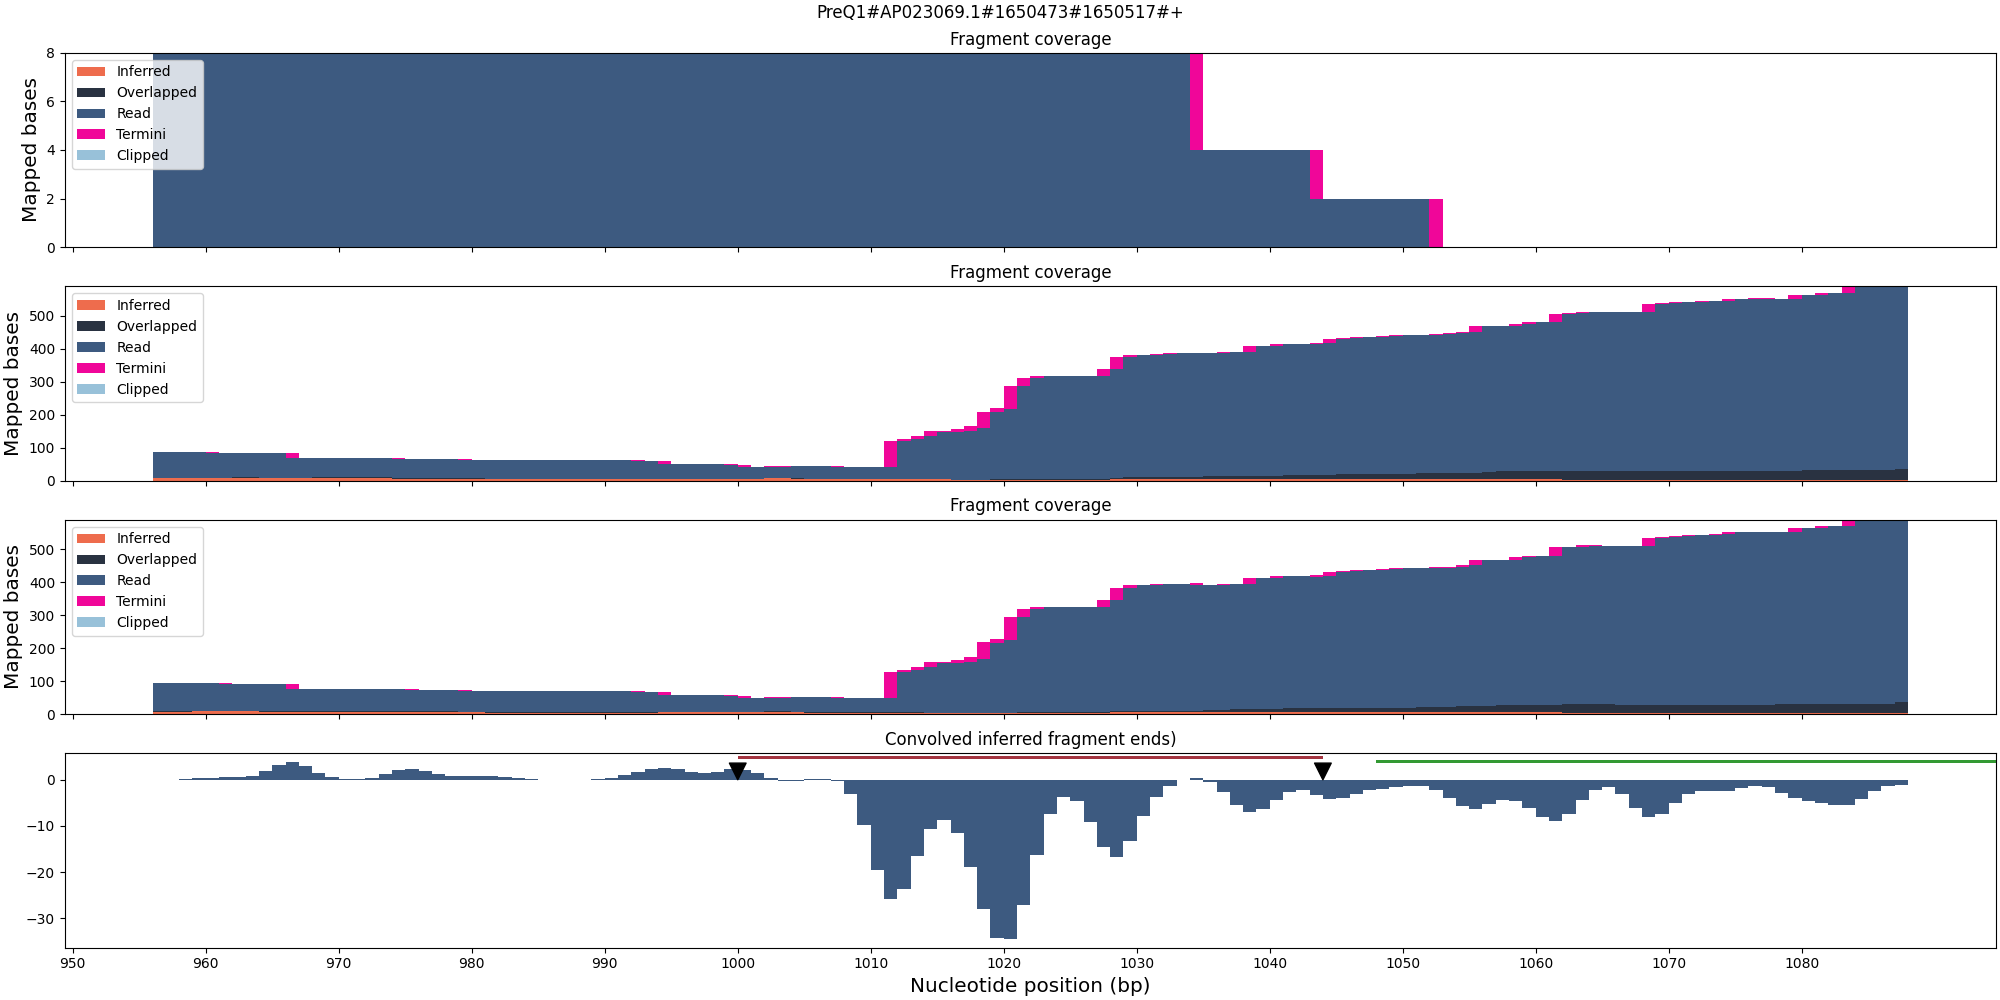 PreQ1#AP023069.1#1650473#1650517#+
Fragment coverage
Mapped bases
8
6
4
2
0
Inferred
Overlapped
Read
Termini
Clipped
Fragment coverage
Mapped bases
500
400
300
200
100
0
Inferred
Overlapped
Read
Termini
Clipped
Fragment coverage
Mapped bases
500
400
300
200
100
0
Inferred
Overlapped
Read
Termini
Clipped
Convolved inferred fragment ends)
0
−10
−20
−30
950 960 970 980 990 1000 1010 1020 1030 1040 1050 1060 1070 1080
Nucleotide position (bp)